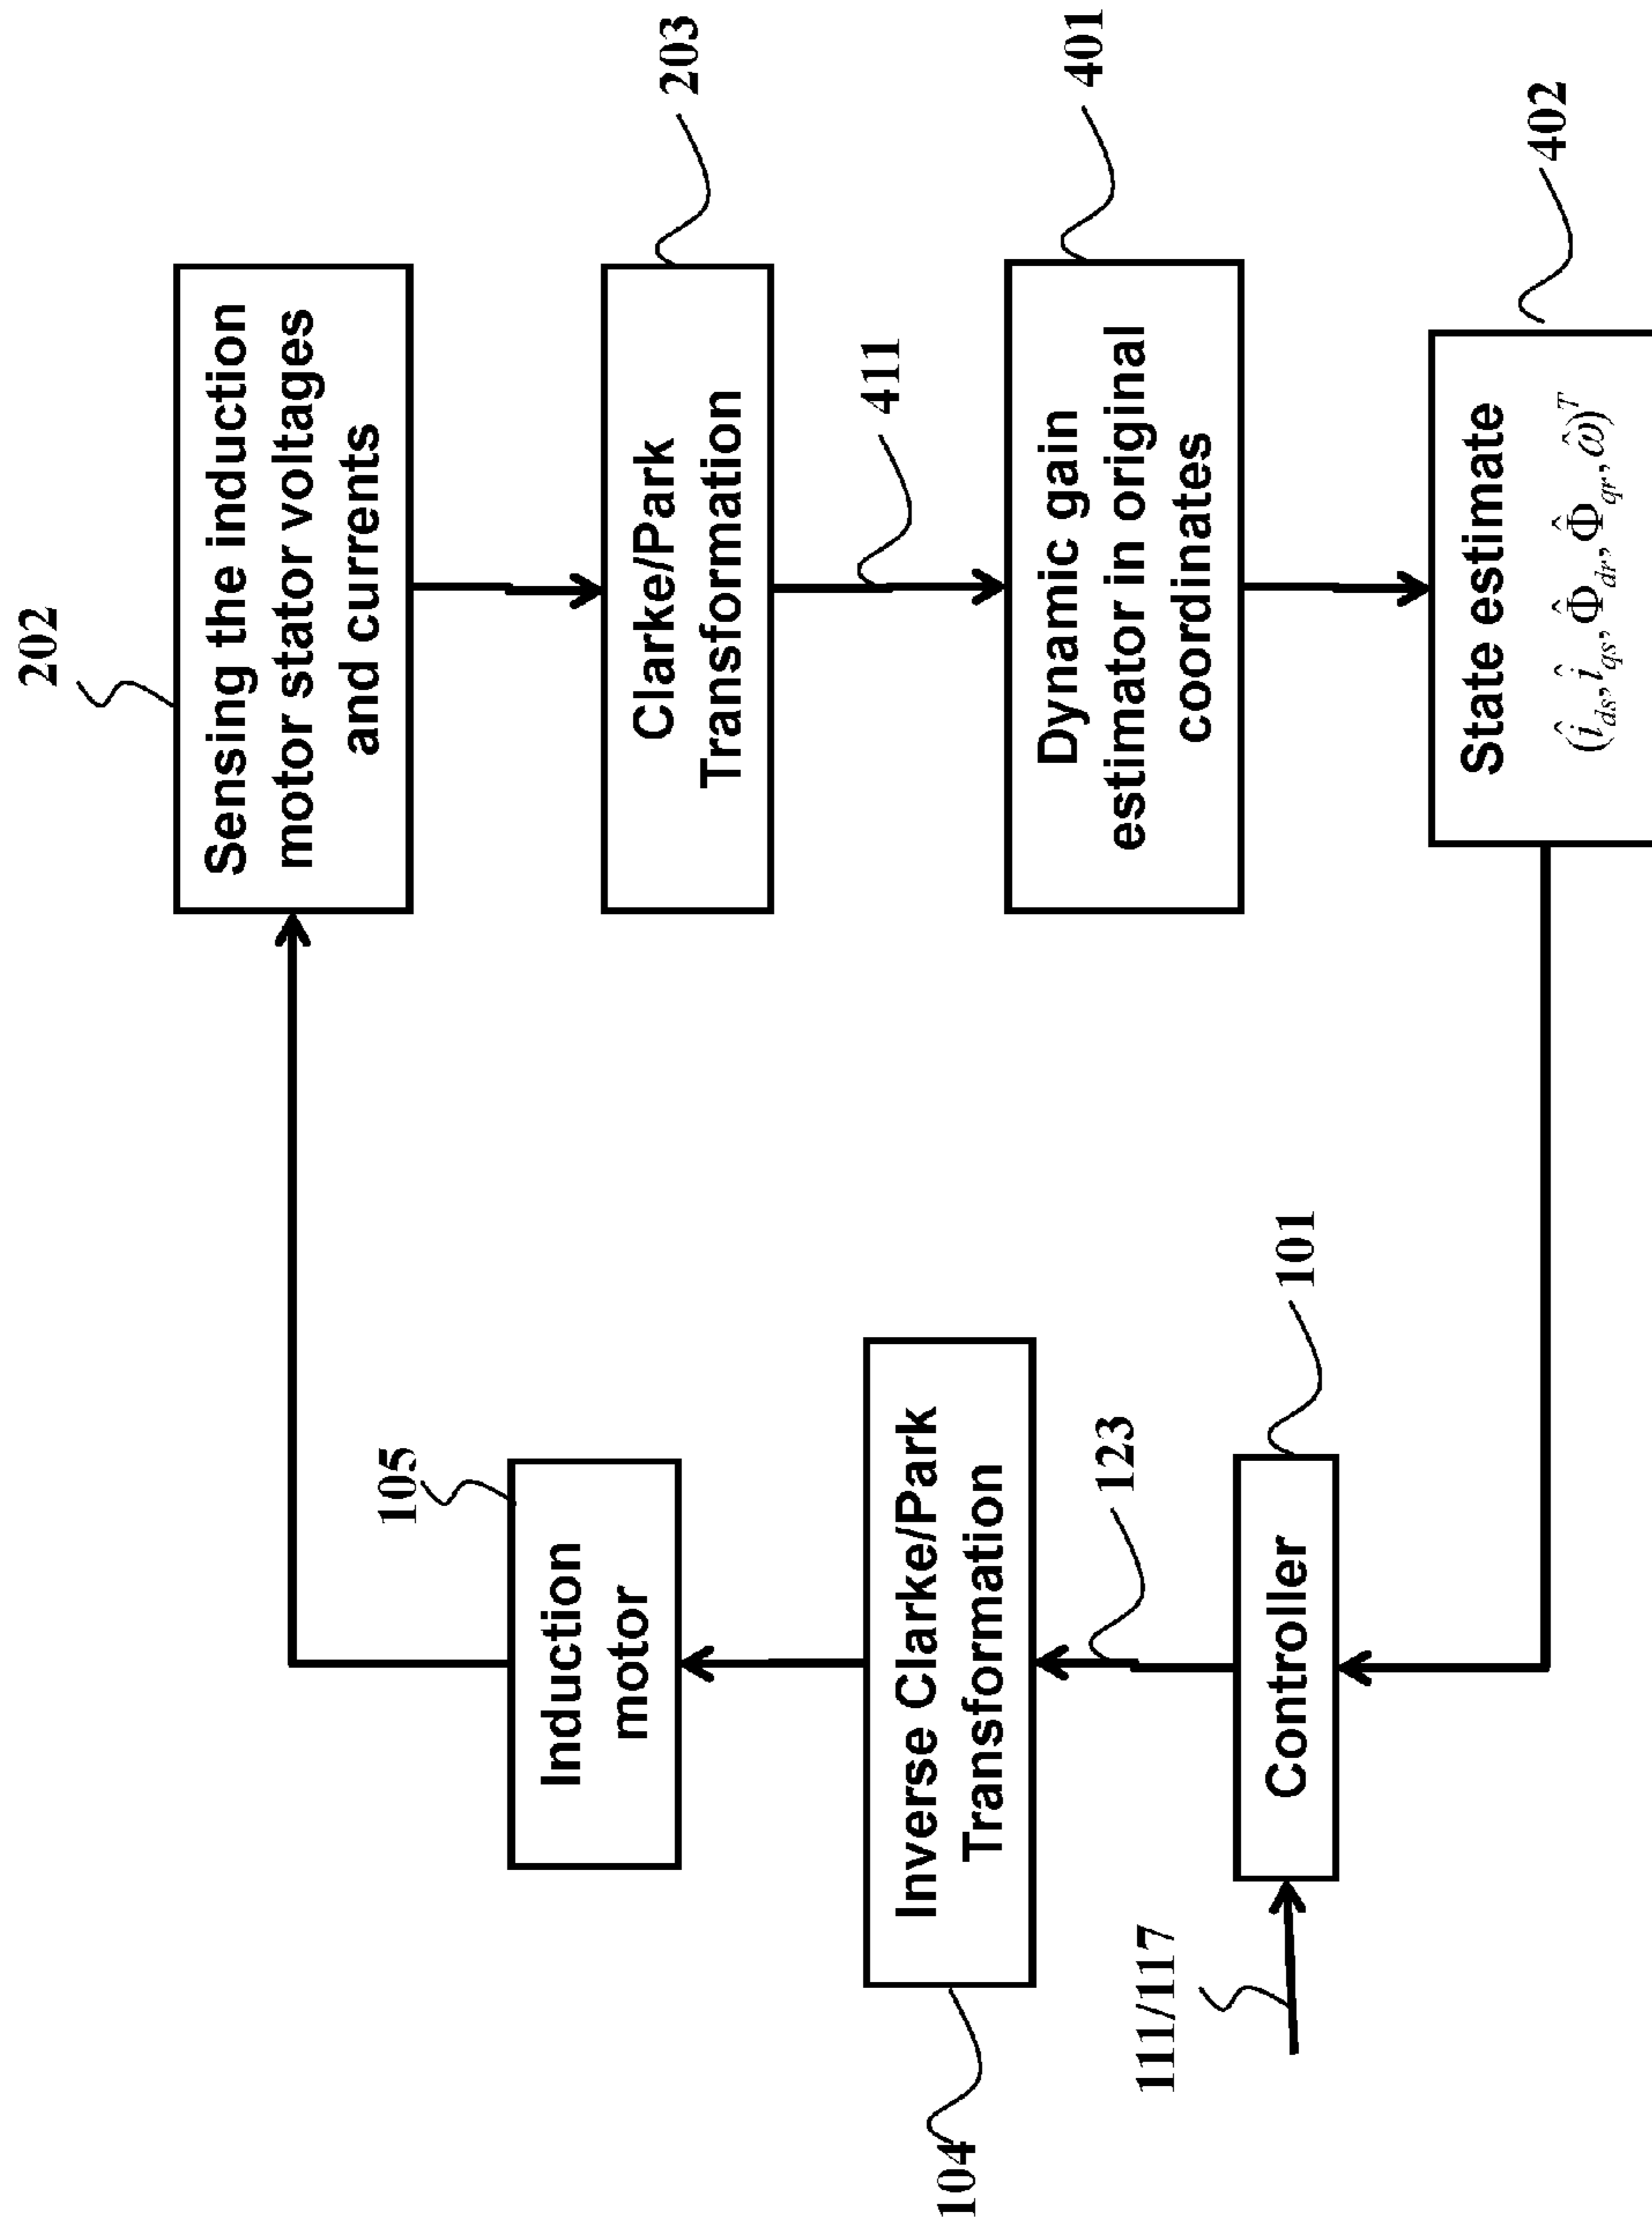 202
Sensing the induction
motor stator voltages
and currents
203
Clarke/Park
Transformation
411
401
Dynamic gain
estimator in original
coordinates
402
State estimate
(î_ds, î_qs, Φ̂_dr, Φ̂_qr, ω̂)^T
105
Induction
motor
104
Inverse Clarke/Park
Transformation
123
101
Controller
111/117